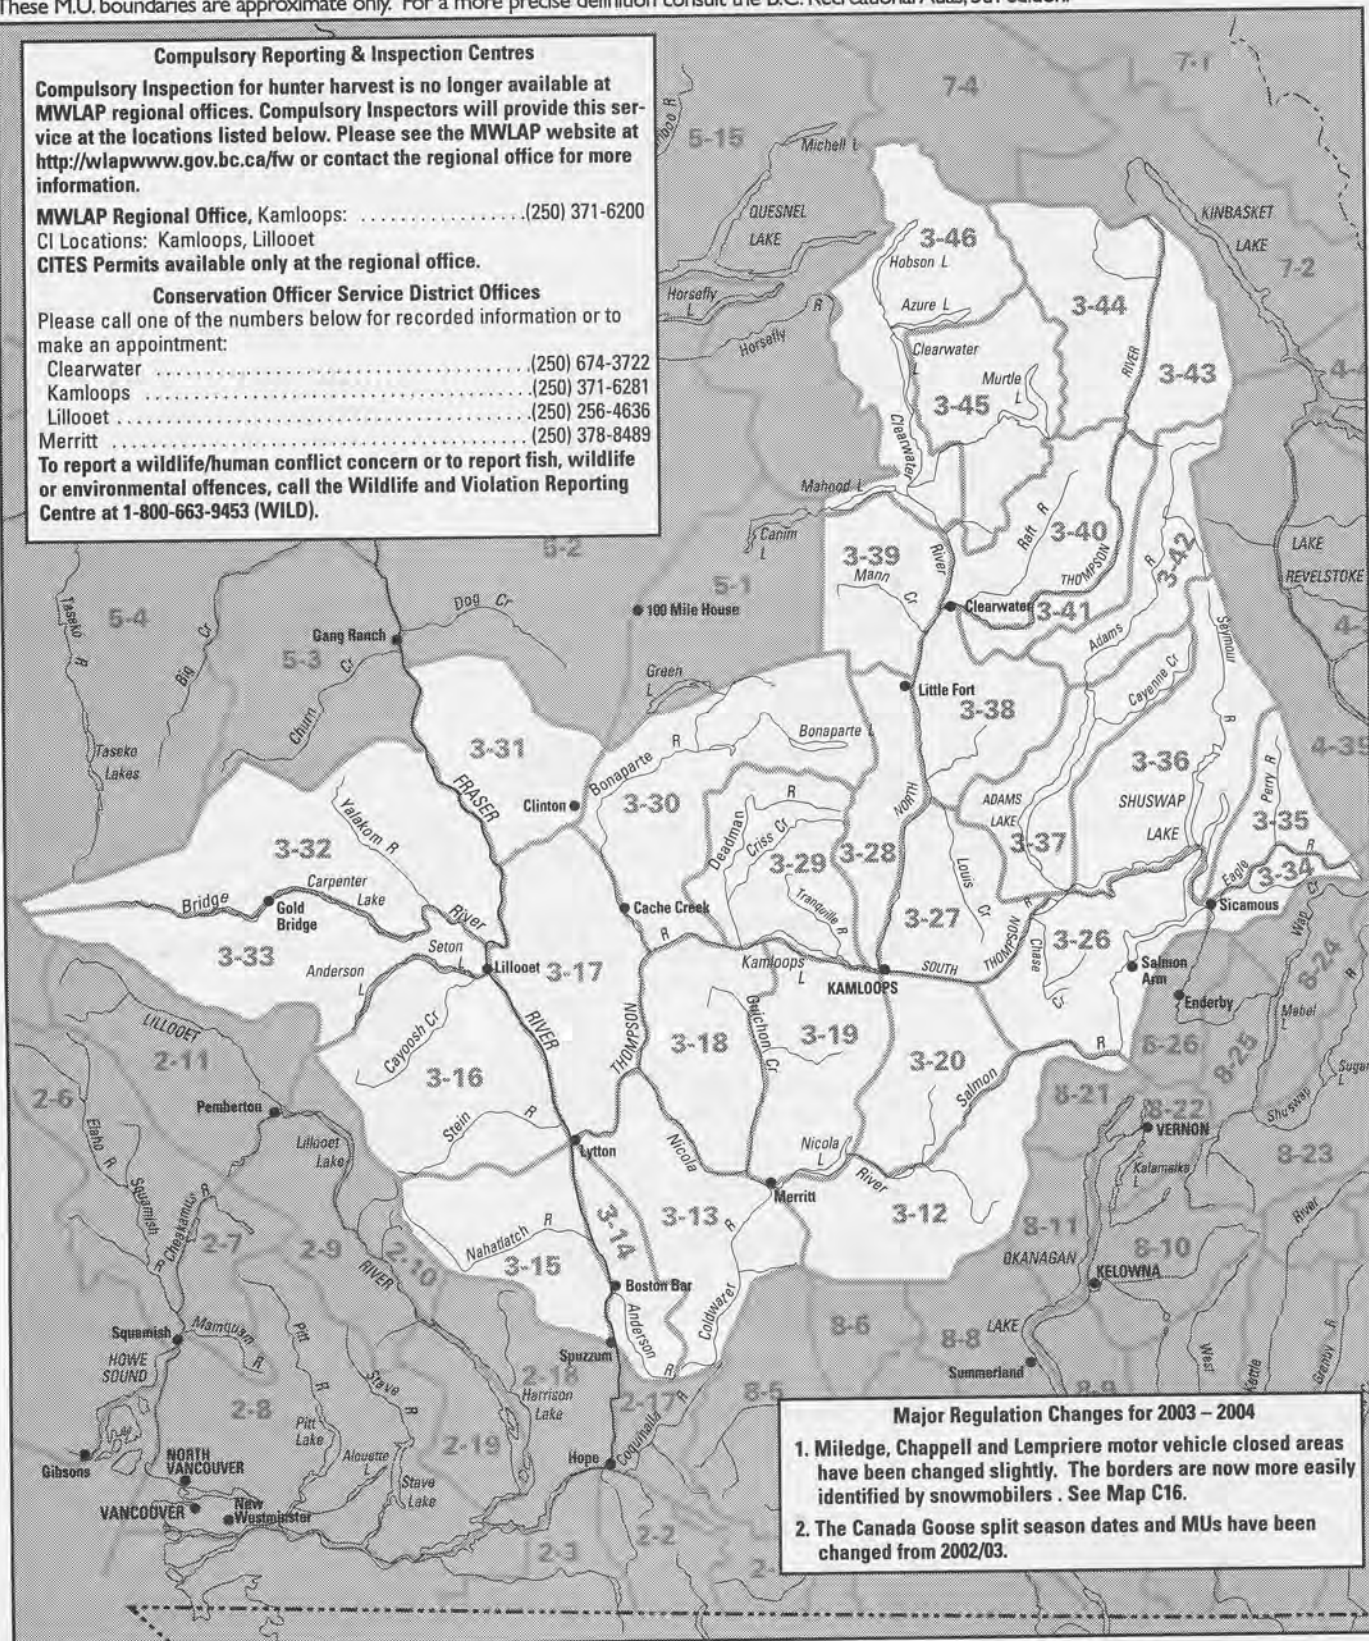 These M.U. boundaries are approximate only. For a more precise definition consult the B.C. Recreational Atlas,
Compulsory Reporting & Inspection Centres
Compulsory Inspection for hunter harvest is no longer available at
MWLAP regional offices. Compulsory Inspectors will provide this ser-
vice at the locations listed below. Please see the MWLAP website at
http://wlapwww.gov.bc.ca/fw or contact the regional office for more
information.
MWLAP Regional Office, Kamloops: ................(250) 371-6200
CI Locations: Kamloops, Lillooet
CITES Permits available only at the regional office.
Conservation Officer Service District Offices
Please call one of the numbers below for recorded information or to
make an appointment:
Clearwater ....................................(250) 674-3722
Kamloops .....................................(250) 371-6281
Lillooet ........................................(250) 256-4636
Merritt ........................................(250) 378-8489
To report a wildlife/human conflict concern or to report fish, wildlife
or environmental offences, call the Wildlife and Violation Reporting
Centre at 1-800-663-9453 (WILD).
7-1
7-4
5-15
Michell L
QUESNEL
LAKE
KINBASKET
LAKE
7-2
3-46
Hobson L
Horsefly
L
Azure L
3-44
Horsefly
R
Clearwater
L
RIVER
3-43
Murtle
L
3-45
Clearwater
Mahood L
Canim
L
5-2
5-1
3-39
Mann
Cr
River
Raft R
3-40
THOMPSON
R
3-42
LAKE
REVELSTOKE
5-4
Taseko
R
Big
Cr
Dog Cr
100 Mile House
Gang Ranch
5-3
Churn
Cr
Clearwater
3-41
Adams
Seymour
R
Green
L
Little Fort
Cayenne Cr
3-38
Taseko
Lakes
3-31
Bonaparte L
Bonaparte
R
4-35
3-36
Perry R
FRASER
Clinton
3-30
NORTH
ADAMS
LAKE
SHUSWAP
LAKE
Yalakom R
Deadman
R
Criss Cr
3-32
3-29
3-28
3-37
3-35
R
Carpenter
Lake
Bridge
Gold
Bridge
River
Cache Creek
Tranquille R
3-27
Louis
Cr
Eagle
3-34
Sicamous
Wap
Cr
3-33
Seton
L
Anderson
L
Lillooet
3-17
R
Kamloops
L
KAMLOOPS
SOUTH
THOMPSON
R
Chase
Cr
3-26
Salmon
Arm
8-24
LILLOOET
2-11
RIVER
THOMPSON
Guichon
Cr
Enderby
Mabel
L
R
Cayoosh Cr
3-18
3-19
3-20
R
8-26
8-25
3-16
Salmon
2-6
Elaho R
Pemberton
8-21
Sugar
L
Shuswap
Stein
R
Lillooet
Lake
Lytton
Nicola
Nicola
L
8-22
VERNON
Kalamalka
L
8-23
Merritt
River
Squamish
R
Cheakamus
R
2-7
2-9
2-10
RIVER
Nahatlatch
R
3-14
3-13
R
3-12
8-11
River
8-10
OKANAGAN
3-15
Boston Bar
Coldwater
KELOWNA
Squamish
Mamquam
R
Pitt
R
Spuzzum
Anderson
R
8-6
8-8
LAKE
HOWE
SOUND
Stave
R
Summerland
West
Kettle
R
2-18
Harrison
Lake
2-17
R
8-5
8-9
2-8
Pitt
Lake
Alouette
L
2-19
Gibsons
NORTH
VANCOUVER
Stave
Lake
Hope
Coquihalla
VANCOUVER
New
Westminster
2-3
2-2
Major Regulation Changes for 2003 – 2004
1. Miledge, Chappell and Lempriere motor vehicle closed areas
have been changed slightly. The borders are now more easily
identified by snowmobilers . See Map C16.
2. The Canada Goose split season dates and MUs have been
changed from 2002/03.